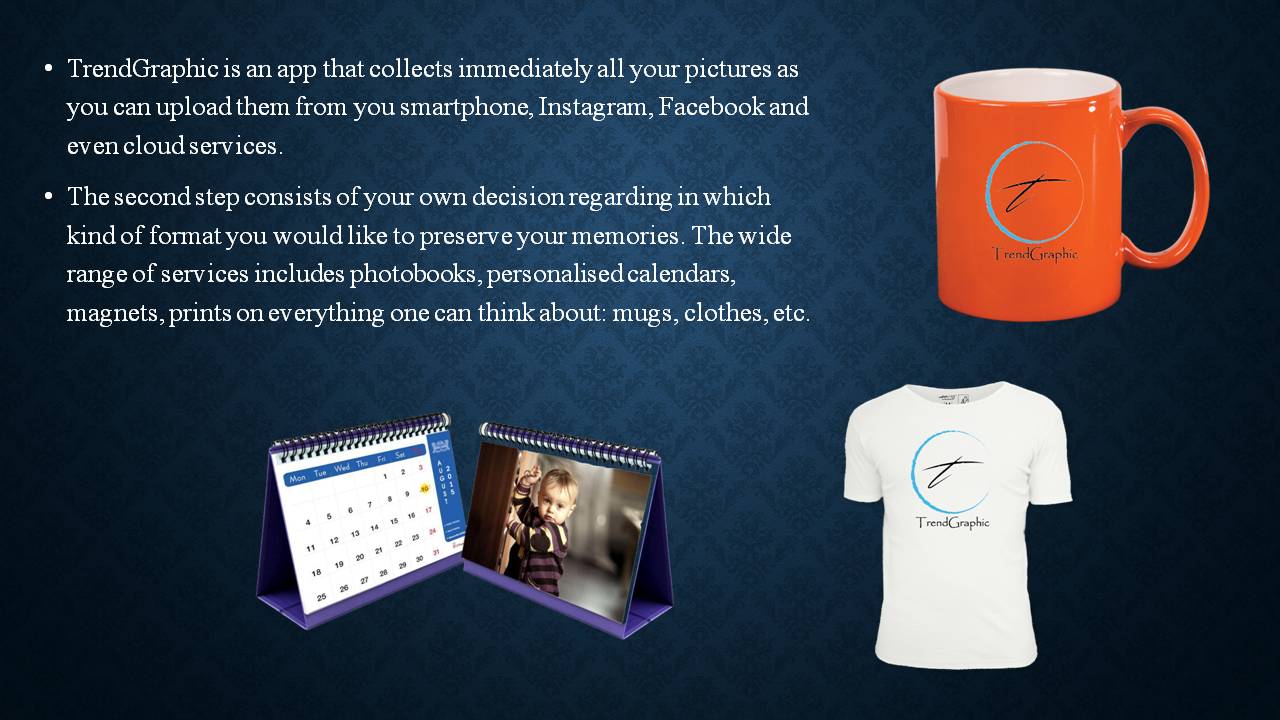 • TrendGraphic is an app that collects immediately all your pictures as
you can upload them from you smartphone, Instagram, Facebook and
even cloud services.
• The second step consists of your own decision regarding in which
kind of format you would like to preserve your memories. The wide
range of services includes photobooks, personalised calendars,
magnets, prints on everything one can think about: mugs, clothes, etc.
t
TrendGraphic
Mon Tue Wed Thu Fri Sat
1 2 3
4 5 6 7 8 9 10
11 12 13 14 15 16 17
18 19 20 21 22 23 24
25 26 27 28 29 30 31
AUGUST
2015
t
TrendGraphic